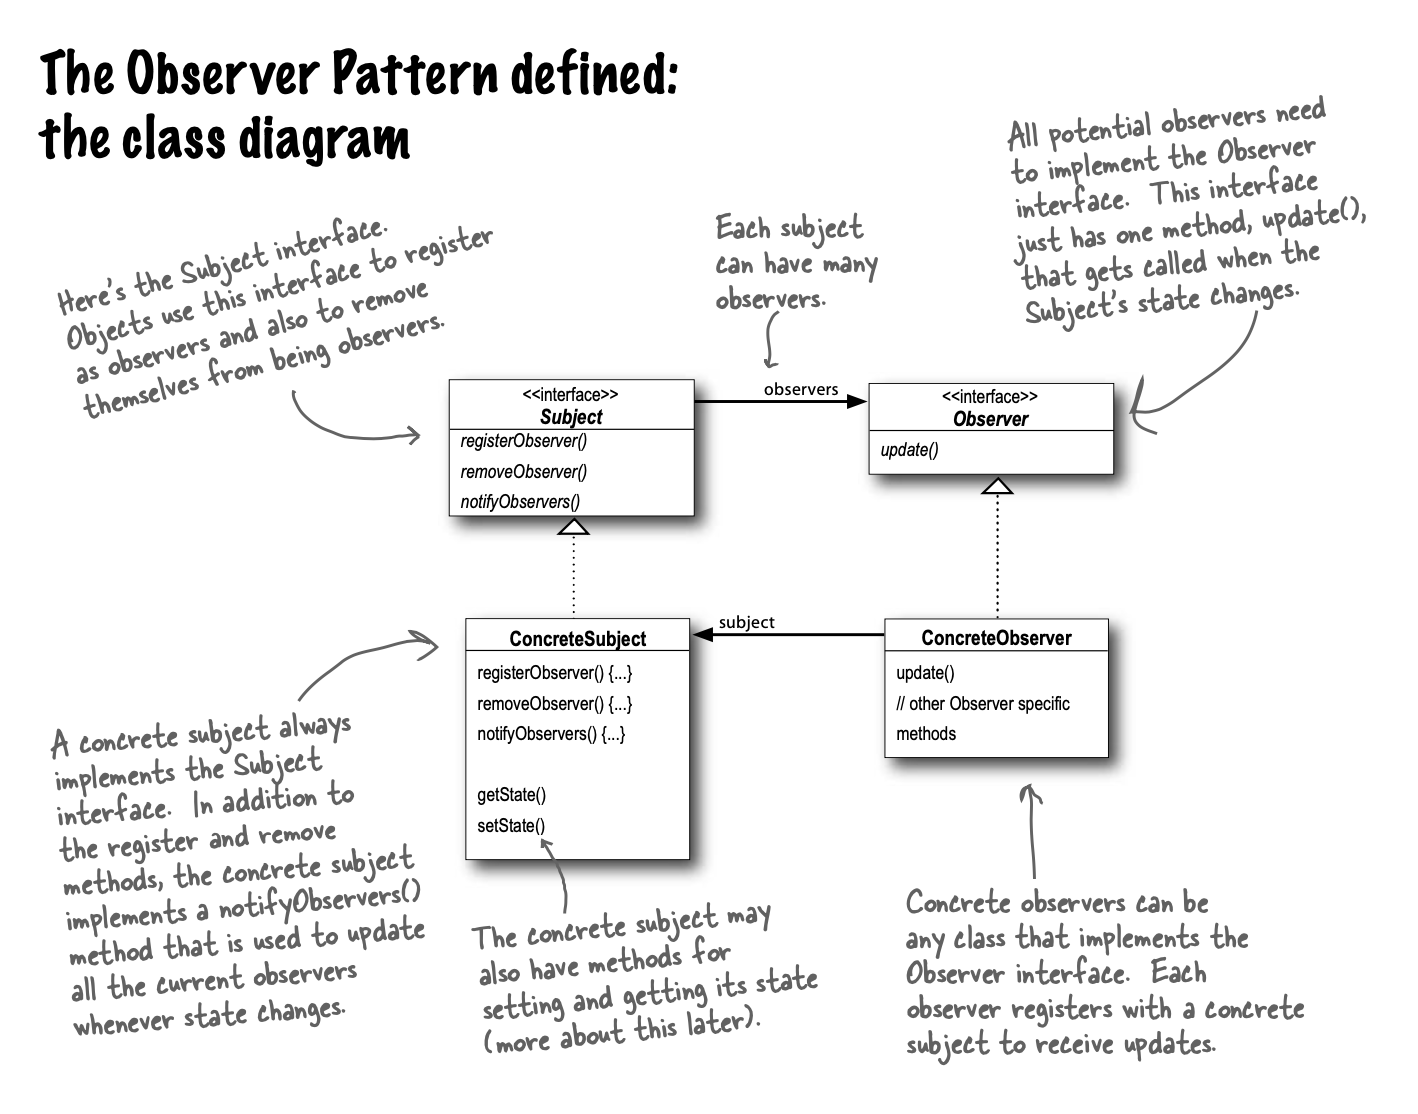 The Observer Pattern defined:
the class diagram
Here's the Subject interface.
Objects use this interface to register
as observers and also to remove
themselves from being observers.
Each subject
can have many
observers.
All potential observers need
to implement the Observer
interface. This interface
just has one method, update(),
that gets called when the
Subject's state changes.
<<interface>>
Subject
registerObserver()
removeObserver()
notifyObservers()
observers
<<interface>>
Observer
update()
ConcreteSubject
registerObserver() {...}
removeObserver() {...}
notifyObservers() {...}
getState()
setState()
subject
ConcreteObserver
update()
// other Observer specific
methods
A concrete subject always
implements the Subject
interface. In addition to
the register and remove
methods, the concrete subject
implements a notifyObservers()
method that is used to update
all the current observers
whenever state changes.
The concrete subject may
also have methods for
setting and getting its state
(more about this later).
Concrete observers can be
any class that implements the
Observer interface. Each
observer registers with a concrete
subject to receive updates.